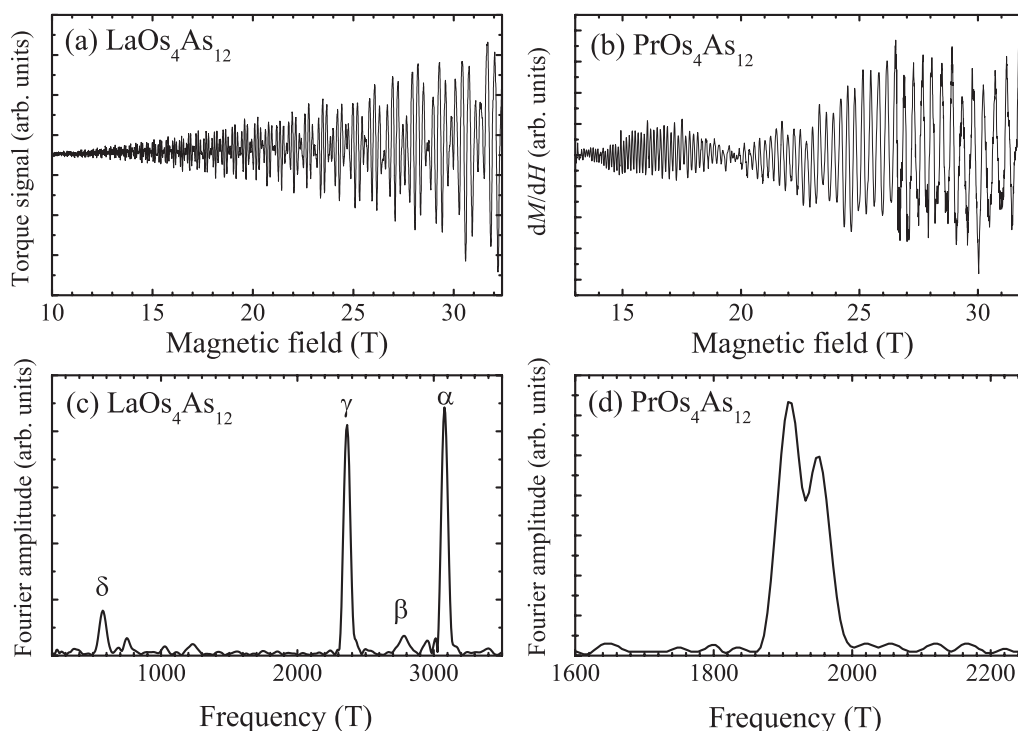 (a) LaOs₄As₁₂
Torque signal (arb. units)
10 15 20 25 30
Magnetic field (T)
(b) PrOs₄As₁₂
dM/dH (arb. units)
15 20 25 30
Magnetic field (T)
(c) LaOs₄As₁₂
δ
γ
β
α
Fourier amplitude (arb. units)
1000 2000 3000
Frequency (T)
(d) PrOs₄As₁₂
Fourier amplitude (arb. units)
1600 1800 2000 2200
Frequency (T)